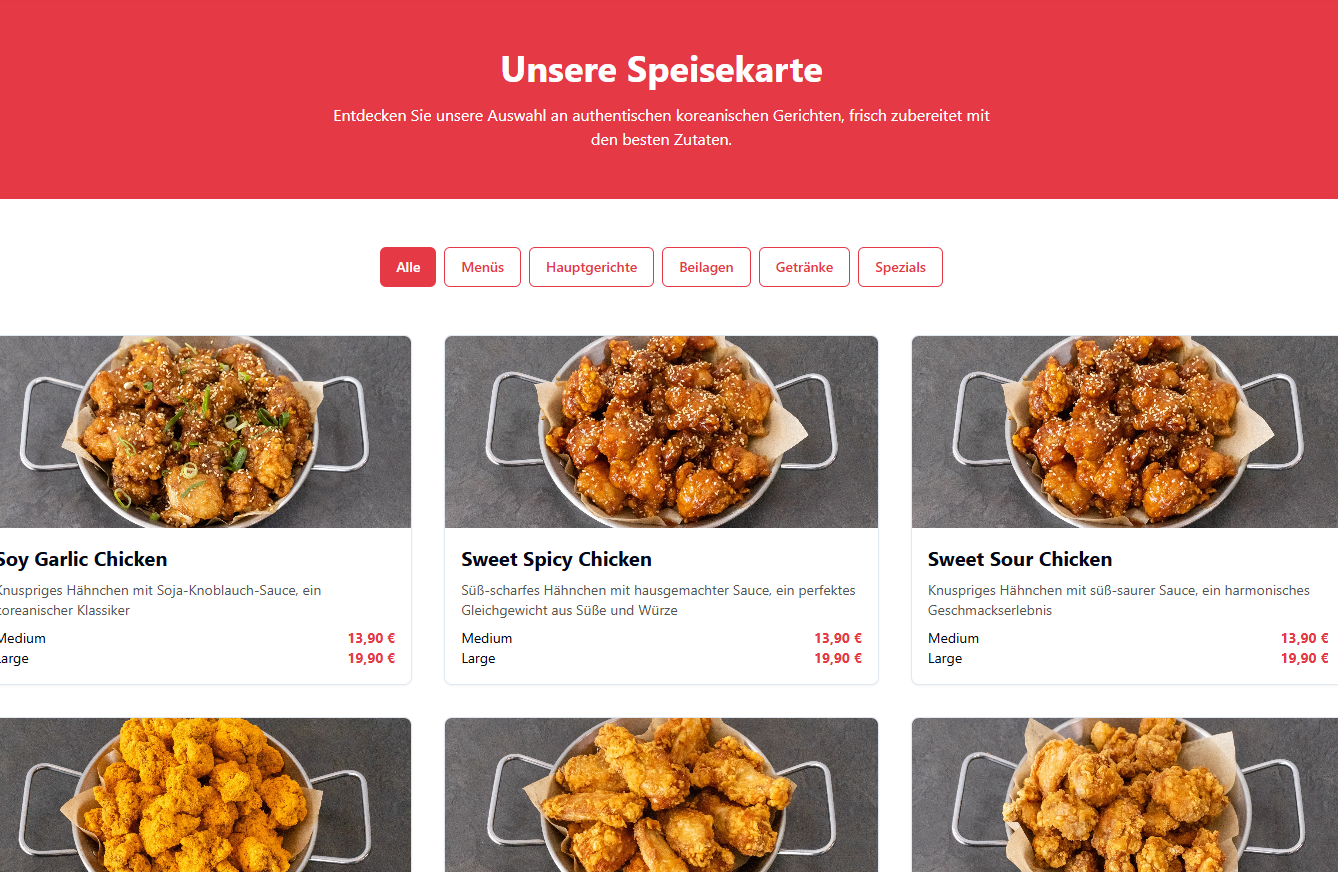 Unsere Speisekarte
Entdecken Sie unsere Auswahl an authentischen koreanischen Gerichten, frisch zubereitet mit
den besten Zutaten.
Alle Menüs Hauptgerichte Beilagen Getränke Spezials
Soy Garlic Chicken
Knuspriges Hähnchen mit Soja-Knoblauch-Sauce, ein
koreanischer Klassiker
Medium 13,90 €
Large 19,90 €
Sweet Spicy Chicken
Süß-scharfes Hähnchen mit hausgemachter Sauce, ein perfektes
Gleichgewicht aus Süße und Würze
Medium 13,90 €
Large 19,90 €
Sweet Sour Chicken
Knuspriges Hähnchen mit süß-saurer Sauce, ein harmonisches
Geschmackserlebnis
Medium 13,90 €
Large 19,90 €